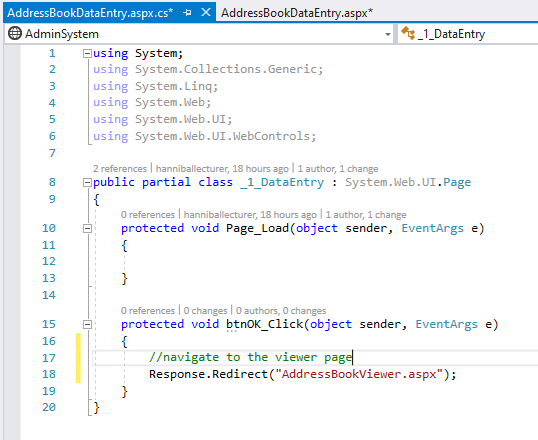 AddressBookDataEntry.aspx.cs* AddressBookDataEntry.aspx*
AdminSystem _1_DataEntry
1 using System;
2 using System.Collections.Generic;
3 using System.Linq;
4 using System.Web;
5 using System.Web.UI;
6 using System.Web.UI.WebControls;
7
2 references | hanniballecturer, 18 hours ago | 1 author, 1 change
8 public partial class _1_DataEntry : System.Web.UI.Page
9 {
0 references | hanniballecturer, 18 hours ago | 1 author, 1 change
10 protected void Page_Load(object sender, EventArgs e)
11 {
12
13 }
14
0 references | 0 changes | 0 authors, 0 changes
15 protected void btnOK_Click(object sender, EventArgs e)
16 {
17 //navigate to the viewer page
18 Response.Redirect("AddressBookViewer.aspx");
19 }
20 }